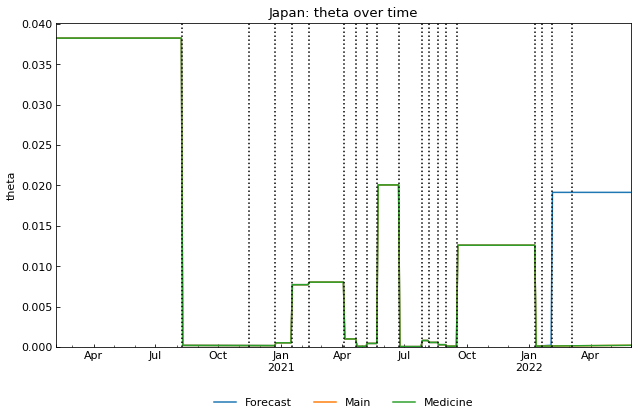 Japan: theta over time
0.040
0.035
0.030
0.025
0.020
0.015
0.010
0.005
0.000
theta
Apr Jul Oct Jan Apr Jul Oct Jan Apr
2021 2022
Forecast Main Medicine